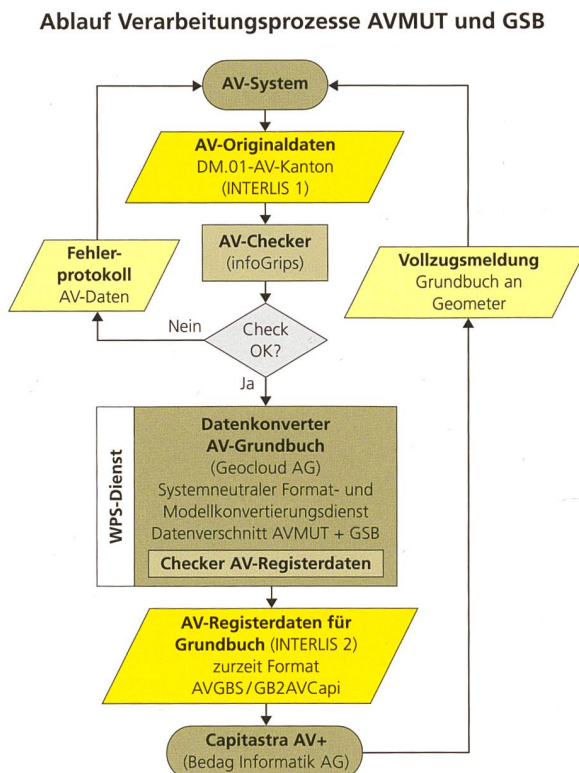 Ablauf Verarbeitungsprozesse AVMUT und GSB
AV-System
AV-Originaldaten
DM.01-AV-Kanton
(INTERLIS 1)
AV-Checker
(infoGrips)
Fehler-
protokoll
AV-Daten
Vollzugsmeldung
Grundbuch an
Geometer
Nein
Check
OK?
Ja
WPS-Dienst
Datenkonverter
AV-Grundbuch
(Geocloud AG)
Systemneutraler Format- und
Modellkonvertierungsdienst
Datenverschnitt AVMUT + GSB
Checker AV-Registerdaten
AV-Registerdaten für
Grundbuch (INTERLIS 2)
zurzeit Format
AVGBS/GB2AVCapi
Capitastra AV+
(Bedag Informatik AG)